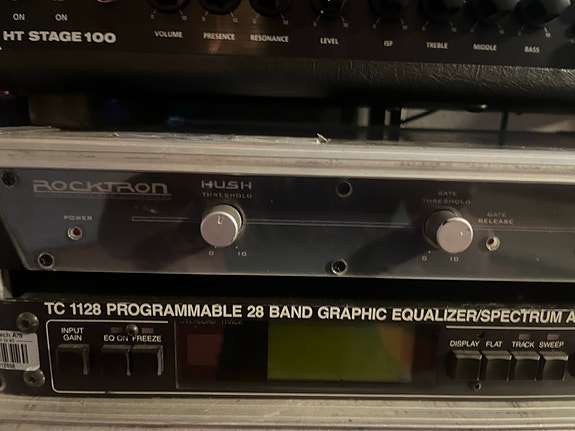 ON
ON
HT STAGE 100
VOLUME PRESENCE RESONANCE LEVEL ISF TREBLE MIDDLE BASS
ROCKTRON
HUSH
THRESHOLD
GATE
THRESHOLD
POWER
GATE
RELEASE
0 10
0 10
TC 1128 PROGRAMMABLE 28 BAND GRAPHIC EQUALIZER/SPECTRUM A
INPUT
GAIN
EQ ON FREEZE
DISPLAY FLAT TRACK SWEEP